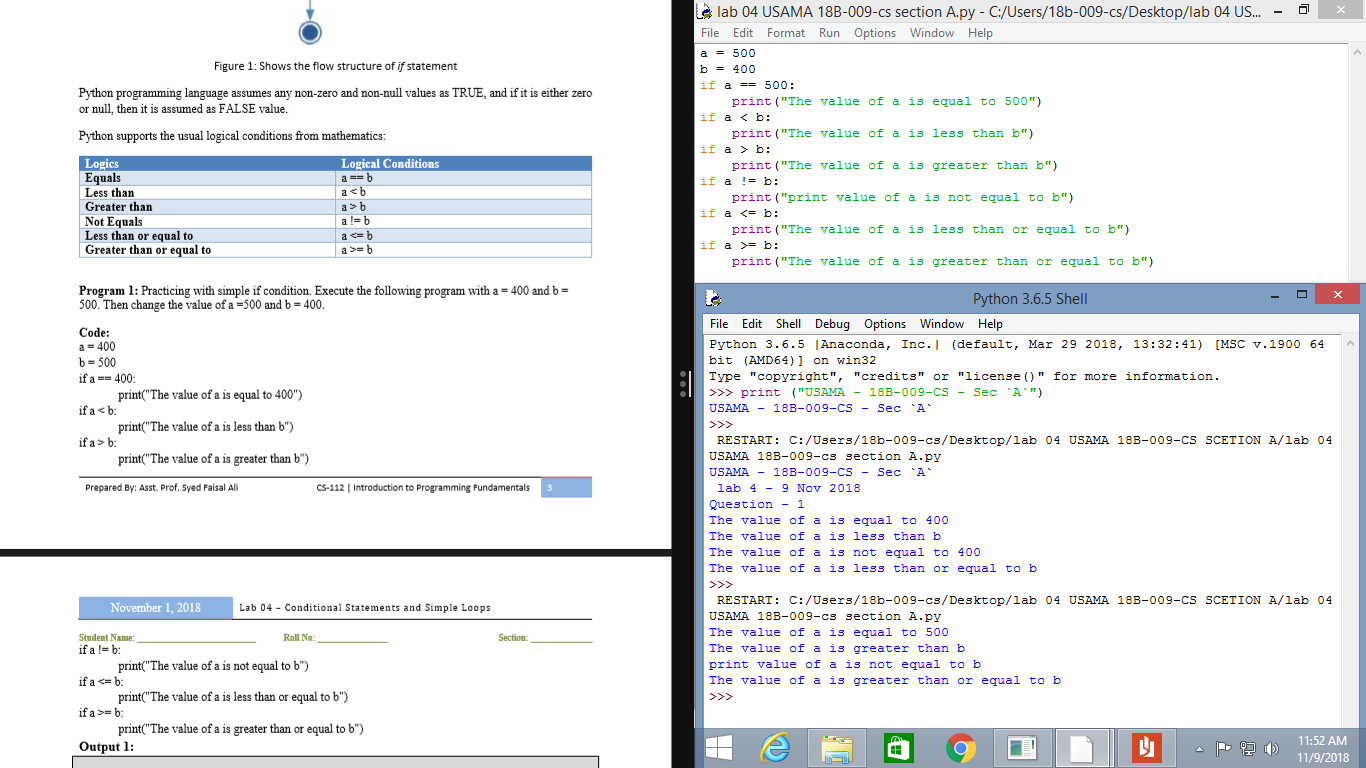 Figure 1: Shows the flow structure of if statement
Python programming language assumes any non-zero and non-null values as TRUE, and if it is either zero
or null, then it is assumed as FALSE value.
Python supports the usual logical conditions from mathematics:
Logics Logical Conditions
Equals a == b
Less than a < b
Greater than a > b
Not Equals a != b
Less than or equal to a <= b
Greater than or equal to a >= b
Program 1: Practicing with simple if condition. Execute the following program with a = 400 and b =
500. Then change the value of a =500 and b = 400.
Code:
a = 400
b = 500
if a == 400:
print("The value of a is equal to 400")
if a < b:
print("The value of a is less than b")
if a > b:
print("The value of a is greater than b")
Prepared By: Asst. Prof. Syed Faisal Ali CS-112 | Introduction to Programming Fundamentals 3
November 1, 2018 Lab 04 – Conditional Statements and Simple Loops
Student Name: ________ Roll No: ________ Section: ________
if a != b:
print("The value of a is not equal to b")
if a <= b:
print("The value of a is less than or equal to b")
if a >= b:
print("The value of a is greater than or equal to b")
Output 1:
lab 04 USAMA 18B-009-cs section A.py - C:/Users/18b-009-cs/Desktop/lab 04 US...
File Edit Format Run Options Window Help
a = 500
b = 400
if a == 500:
print("The value of a is equal to 500")
if a < b:
print("The value of a is less than b")
if a > b:
print("The value of a is greater than b")
if a != b:
print("print value of a is not equal to b")
if a <= b:
print("The value of a is less than or equal to b")
if a >= b:
print("The value of a is greater than or equal to b")
Python 3.6.5 Shell
File Edit Shell Debug Options Window Help
Python 3.6.5 |Anaconda, Inc.| (default, Mar 29 2018, 13:32:41) [MSC v.1900 64
bit (AMD64)] on win32
Type "copyright", "credits" or "license()" for more information.
>>> print ("USAMA - 18B-009-CS - Sec `A`")
USAMA - 18B-009-CS - Sec `A`
>>>
RESTART: C:/Users/18b-009-cs/Desktop/lab 04 USAMA 18B-009-CS SCETION A/lab 04
USAMA 18B-009-cs section A.py
USAMA - 18B-009-CS - Sec `A`
lab 4 - 9 Nov 2018
Question - 1
The value of a is equal to 400
The value of a is less than b
The value of a is not equal to 400
The value of a is less than or equal to b
>>>
RESTART: C:/Users/18b-009-cs/Desktop/lab 04 USAMA 18B-009-CS SCETION A/lab 04
USAMA 18B-009-cs section A.py
The value of a is equal to 500
The value of a is greater than b
print value of a is not equal to b
The value of a is greater than or equal to b
>>>
11:52 AM
11/9/2018